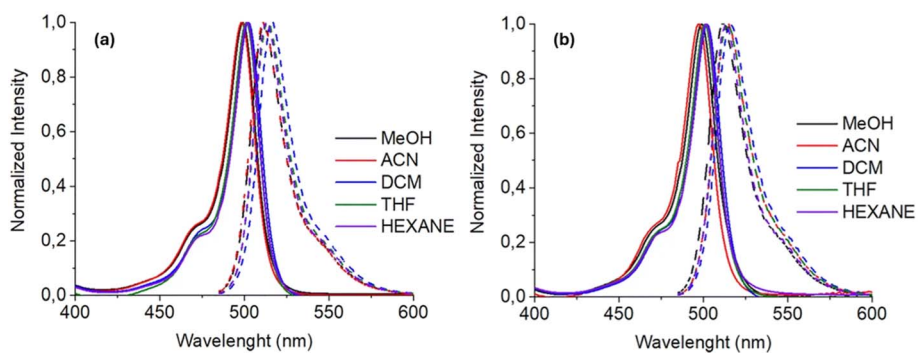 (a)
Normalized Intensity
1,0
0,8
0,6
0,4
0,2
0,0
MeOH
ACN
DCM
THF
HEXANE
400 450 500 550 600
Wavelenght (nm)
(b)
Normalized Intensity
1,0
0,8
0,6
0,4
0,2
0,0
MeOH
ACN
DCM
THF
HEXANE
400 450 500 550 600
Wavelenght (nm)